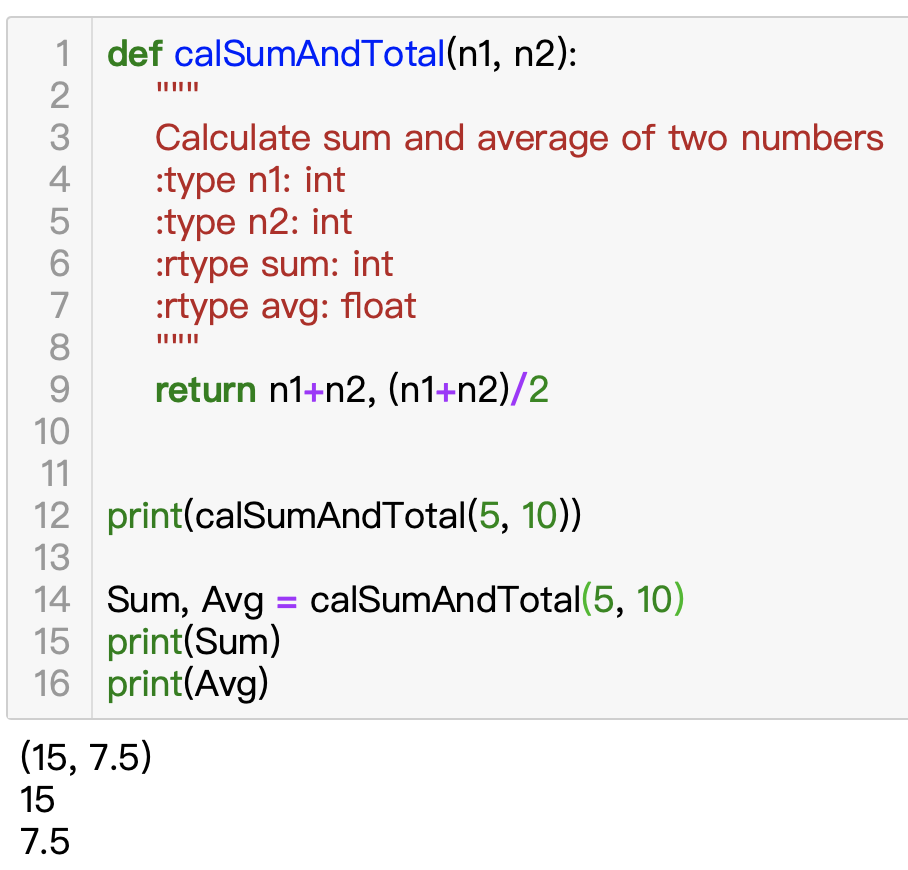 1 def calSumAndTotal(n1, n2):
2 """
3 Calculate sum and average of two numbers
4 :type n1: int
5 :type n2: int
6 :rtype sum: int
7 :rtype avg: float
8 """
9 return n1+n2, (n1+n2)/2
10
11
12 print(calSumAndTotal(5, 10))
13
14 Sum, Avg = calSumAndTotal(5, 10)
15 print(Sum)
16 print(Avg)
(15, 7.5)
15
7.5